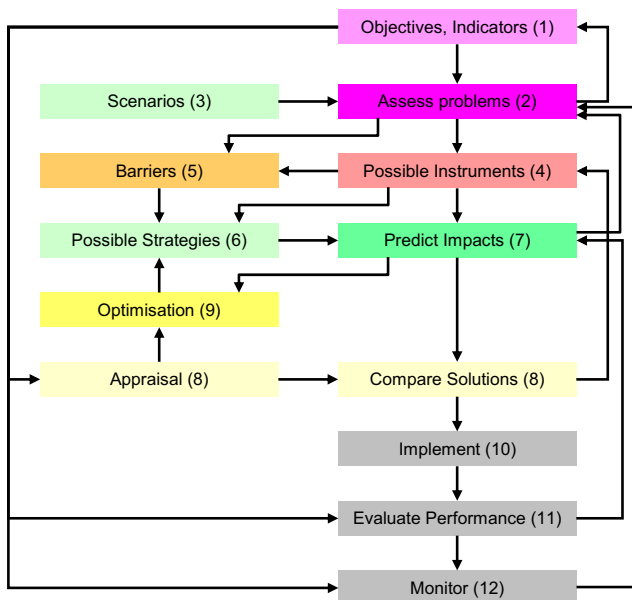 Objectives, Indicators (1)
Scenarios (3)
Assess problems (2)
Barriers (5)
Possible Instruments (4)
Possible Strategies (6)
Predict Impacts (7)
Optimisation (9)
Appraisal (8)
Compare Solutions (8)
Implement (10)
Evaluate Performance (11)
Monitor (12)